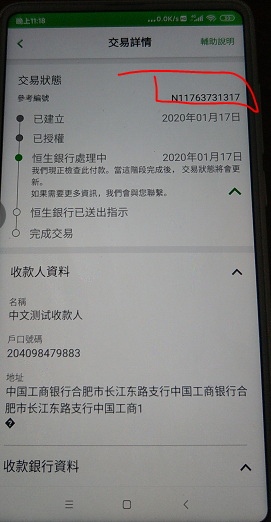 晚上11:18
...0.0K/s
交易詳情
輔助說明
交易狀態
參考編號 N11763731317
已建立 2020年01月17日
已授權
恒生銀行處理中 2020年01月17日
我們現正檢查此付款。當這階段完成後，交易狀態將會更
新。
如果需要更多資訊，我們會與您聯繫。
恒生銀行已送出指示
完成交易
收款人資料
名稱
中文测试收款人
戶口號碼
204098479883
地址
中国工商银行合肥市长江东路支行中国工商银行合
肥市长江东路支行中国工商1
�
收款銀行資料